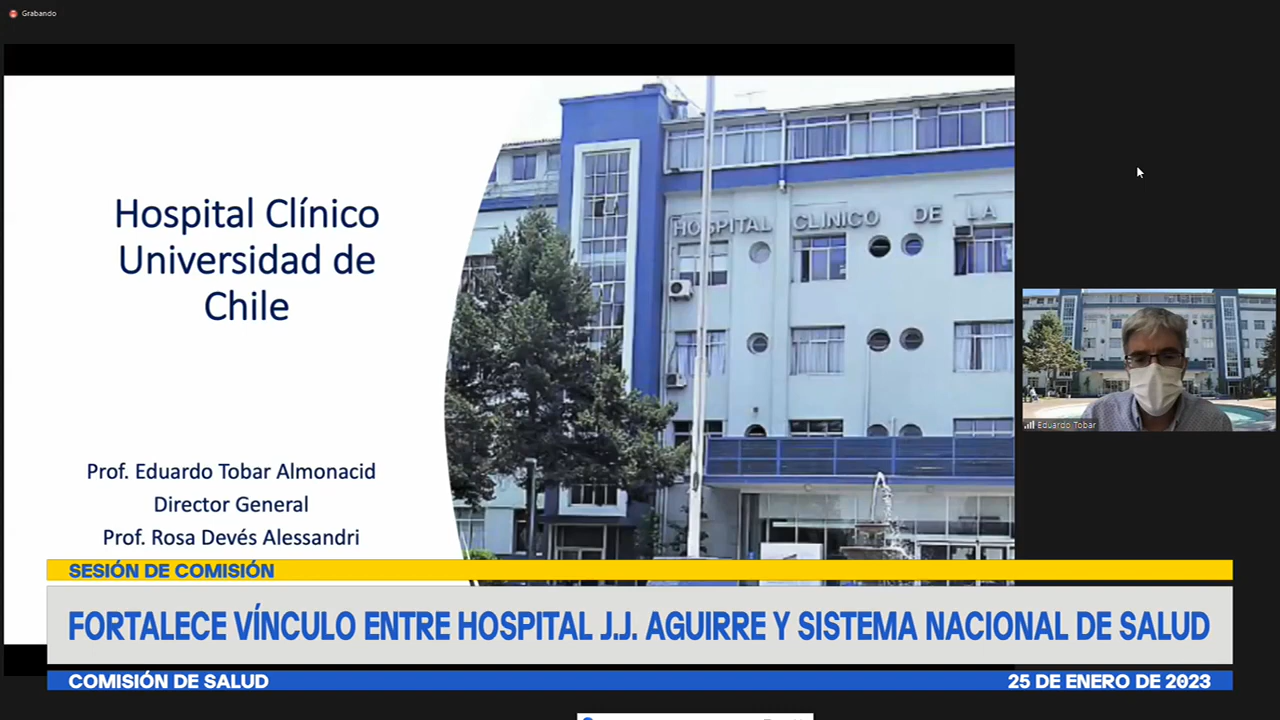 Grabando
Hospital Clínico
Universidad de
Chile
HOSPITAL CLÍNICO DE LA
Prof. Eduardo Tobar Almonacid
Director General
Prof. Rosa Devés Alessandri
Eduardo Tobar
SESIÓN DE COMISIÓN
FORTALECE VÍNCULO ENTRE HOSPITAL J.J. AGUIRRE Y SISTEMA NACIONAL DE SALUD
COMISIÓN DE SALUD
25 DE ENERO DE 2023